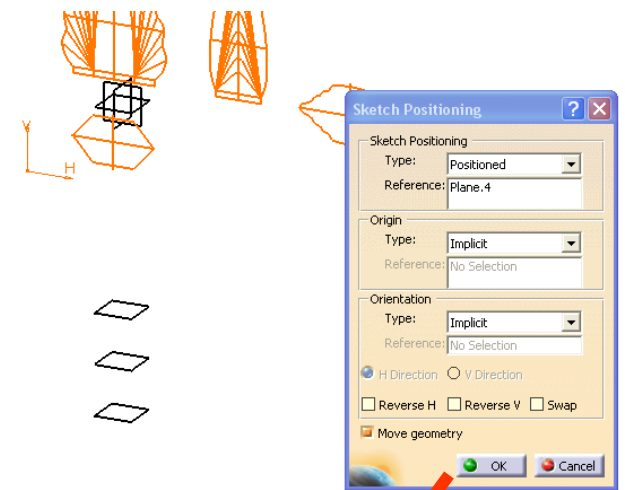 Y
H
Sketch Positioning
Sketch Positioning
Type: Positioned
Reference: Plane.4
Origin
Type: Implicit
Reference: No Selection
Orientation
Type: Implicit
Reference: No Selection
H Direction V Direction
Reverse H Reverse V Swap
Move geometry
OK Cancel